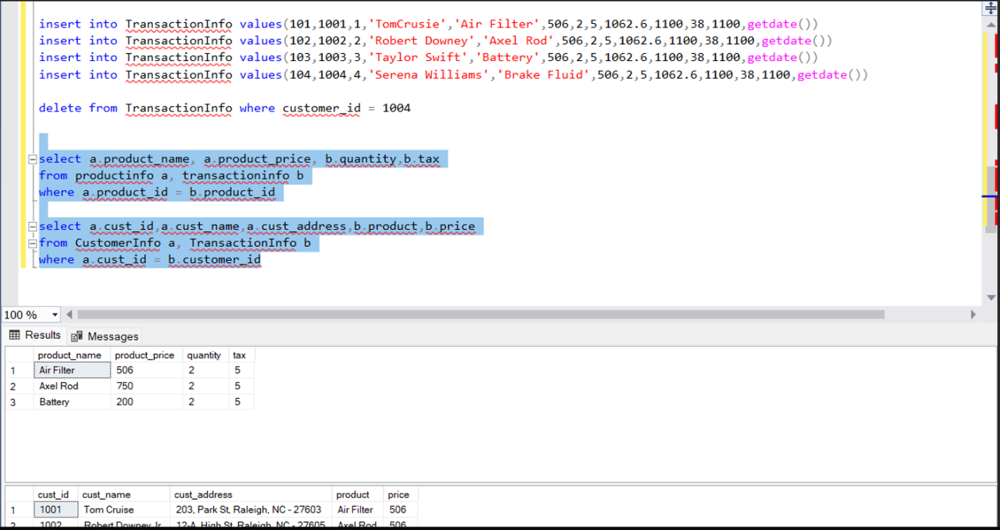 insert into TransactionInfo values(101,1001,1,'TomCrusie','Air Filter',506,2,5,1062.6,1100,38,1100,getdate())
insert into TransactionInfo values(102,1002,2,'Robert Downey','Axel Rod',506,2,5,1062.6,1100,38,1100,getdate())
insert into TransactionInfo values(103,1003,3,'Taylor Swift','Battery',506,2,5,1062.6,1100,38,1100,getdate())
insert into TransactionInfo values(104,1004,4,'Serena Williams','Brake Fluid',506,2,5,1062.6,1100,38,1100,getdate())
delete from TransactionInfo where customer_id = 1004
select a.product_name, a.product_price, b.quantity,b.tax
from productinfo a, transactioninfo b
where a.product_id = b.product_id
select a.cust_id,a.cust_name,a.cust_address,b.product,b.price
from CustomerInfo a, TransactionInfo b
where a.cust_id = b.customer_id
100 %
Results Messages
product_name product_price quantity tax
1 Air Filter 506 2 5
2 Axel Rod 750 2 5
3 Battery 200 2 5
cust_id cust_name cust_address product price
1 1001 Tom Cruise 203, Park St, Raleigh, NC - 27603 Air Filter 506
2 1002 Robert Downey Jr 12-A, High St, Raleigh, NC - 27605 Axel Rod 506